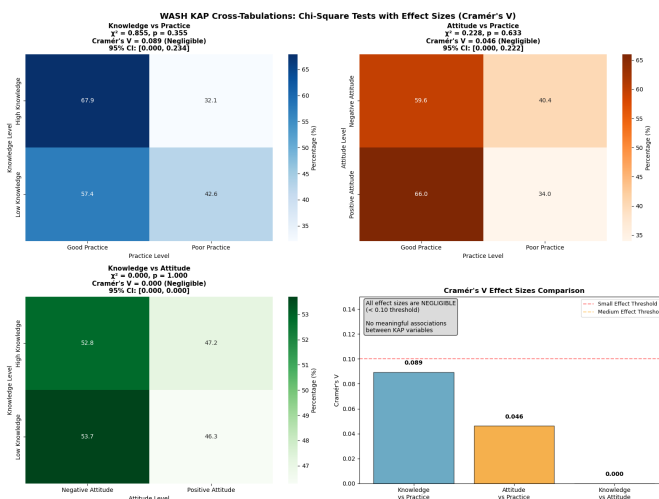 WASH KAP Cross-Tabulations: Chi-Square Tests with Effect Sizes (Cramér's V)
Knowledge vs Practice
χ² = 0.855, p = 0.355
Cramér's V = 0.089 (Negligible)
95% CI: [0.000, 0.234]
Knowledge Level
High Knowledge
Low Knowledge
67.9
32.1
57.4
42.6
Good Practice
Poor Practice
Practice Level
65
60
55
50
45
40
35
Percentage (%)
Attitude vs Practice
χ² = 0.228, p = 0.633
Cramér's V = 0.046 (Negligible)
95% CI: [0.000, 0.222]
Attitude Level
Negative Attitude
Positive Attitude
59.6
40.4
66.0
34.0
Good Practice
Poor Practice
Practice Level
65
60
55
50
45
40
35
Percentage (%)
Knowledge vs Attitude
χ² = 0.000, p = 1.000
Cramér's V = 0.000 (Negligible)
95% CI: [0.000, 0.000]
Knowledge Level
High Knowledge
Low Knowledge
52.8
47.2
53.7
46.3
Negative Attitude
Positive Attitude
Attitude Level
53
52
51
50
49
48
47
Percentage (%)
Cramér's V Effect Sizes Comparison
All effect sizes are NEGLIGIBLE
(< 0.10 threshold)
No meaningful associations
between KAP variables
Small Effect Threshold
Medium Effect Thresho
Cramér's V
0.14
0.12
0.10
0.08
0.06
0.04
0.02
0.00
0.089
0.046
0.000
Knowledge
vs Practice
Attitude
vs Practice
Knowledge
vs Attitude